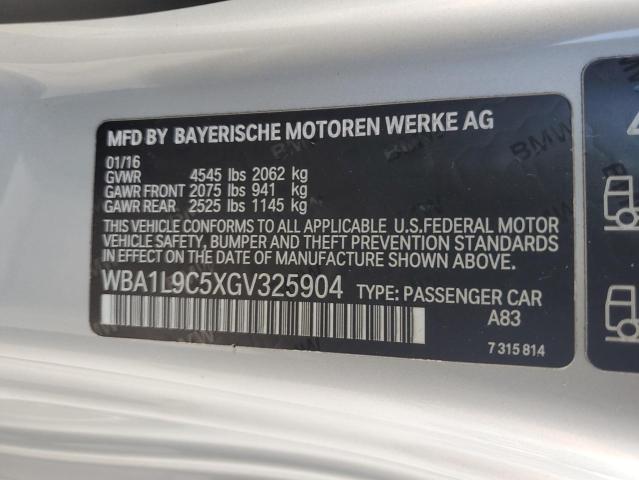 MFD BY BAYERISCHE MOTOREN WERKE AG
01/16
GVWR 4545 lbs 2062 kg
GAWR FRONT 2075 lbs 941 kg
GAWR REAR 2525 lbs 1145 kg
THIS VEHICLE CONFORMS TO ALL APPLICABLE U.S.FEDERAL MOTOR
VEHICLE SAFETY, BUMPER AND THEFT PREVENTION STANDARDS
IN EFFECT ON THE DATE OF MANUFACTURE SHOWN ABOVE.
WBA1L9C5XGV325904 TYPE: PASSENGER CAR
A83
7 315 814